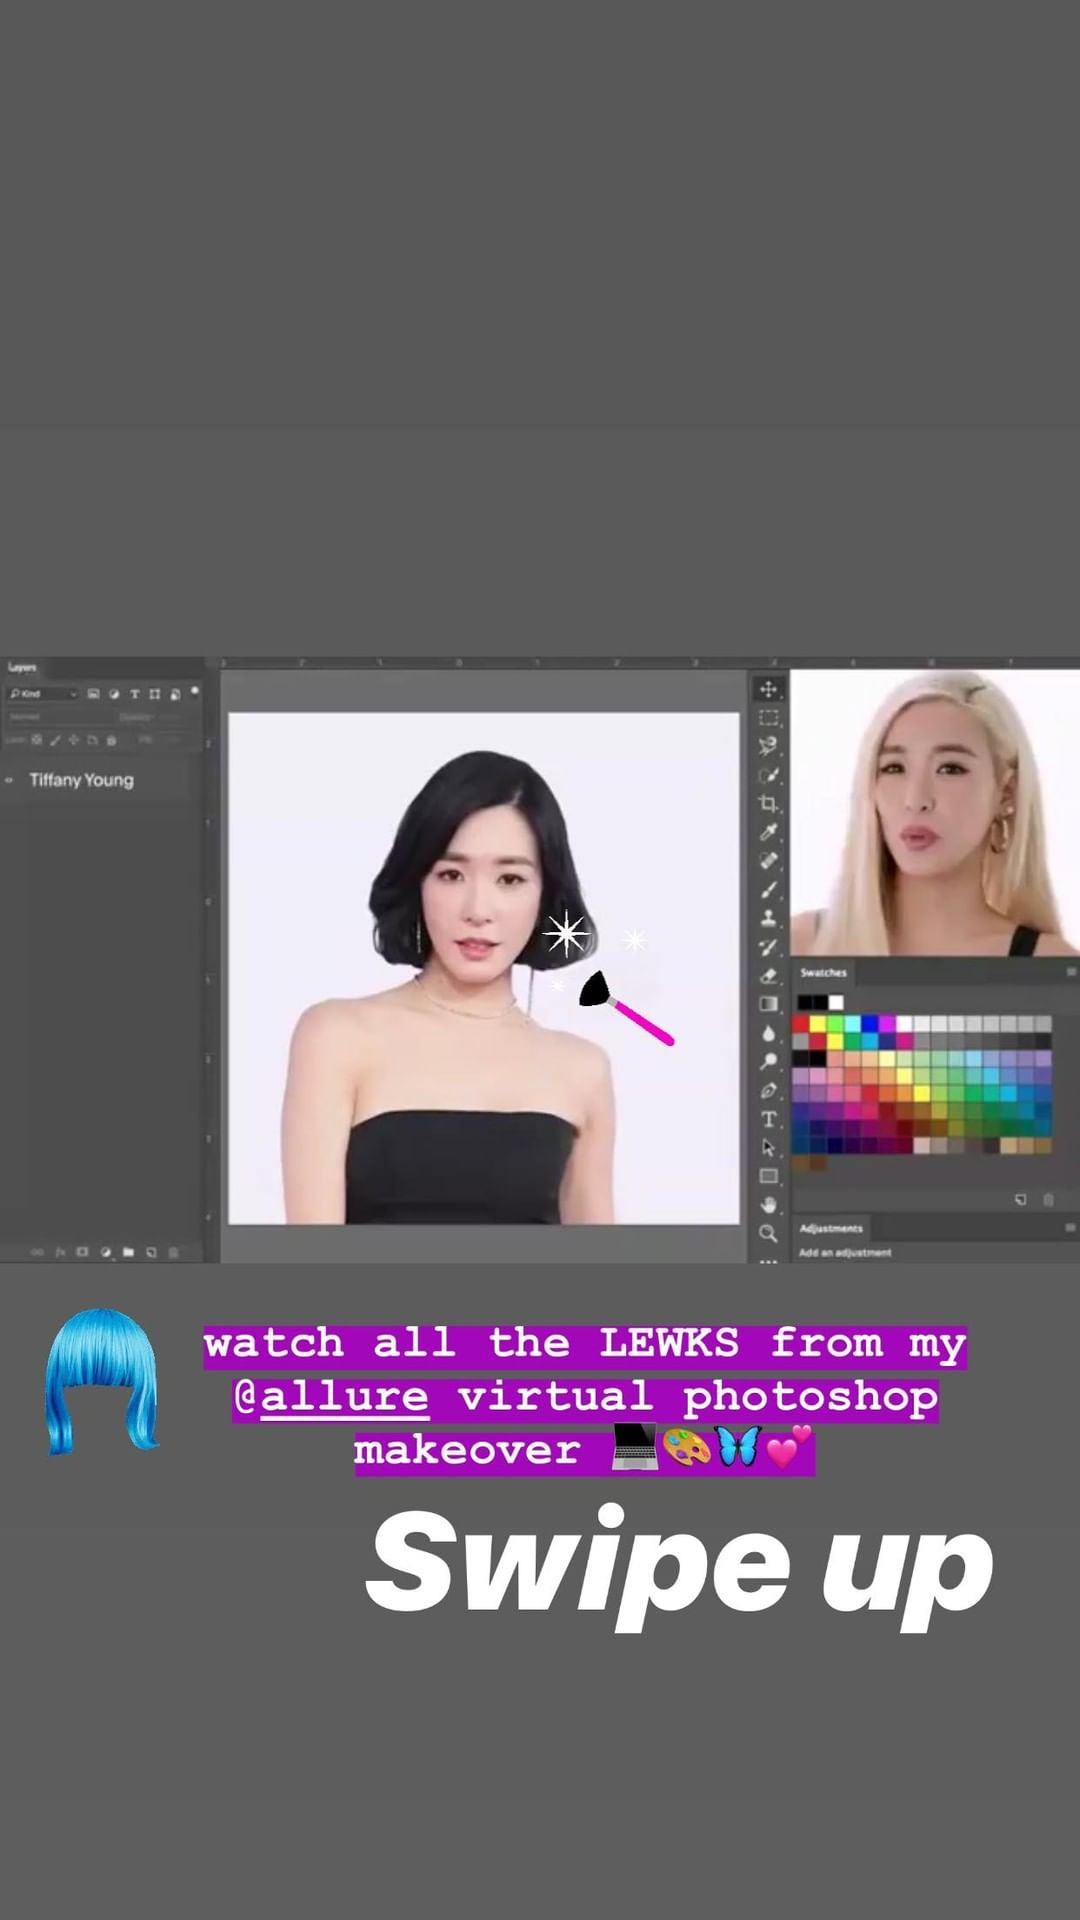 Layers
Kind
Tiffany Young
Swatches
Adjustments
Add an adjustment
watch all the LEWKS from my
@allure virtual photoshop
makeover 💻🎨🦋💕
Swipe up